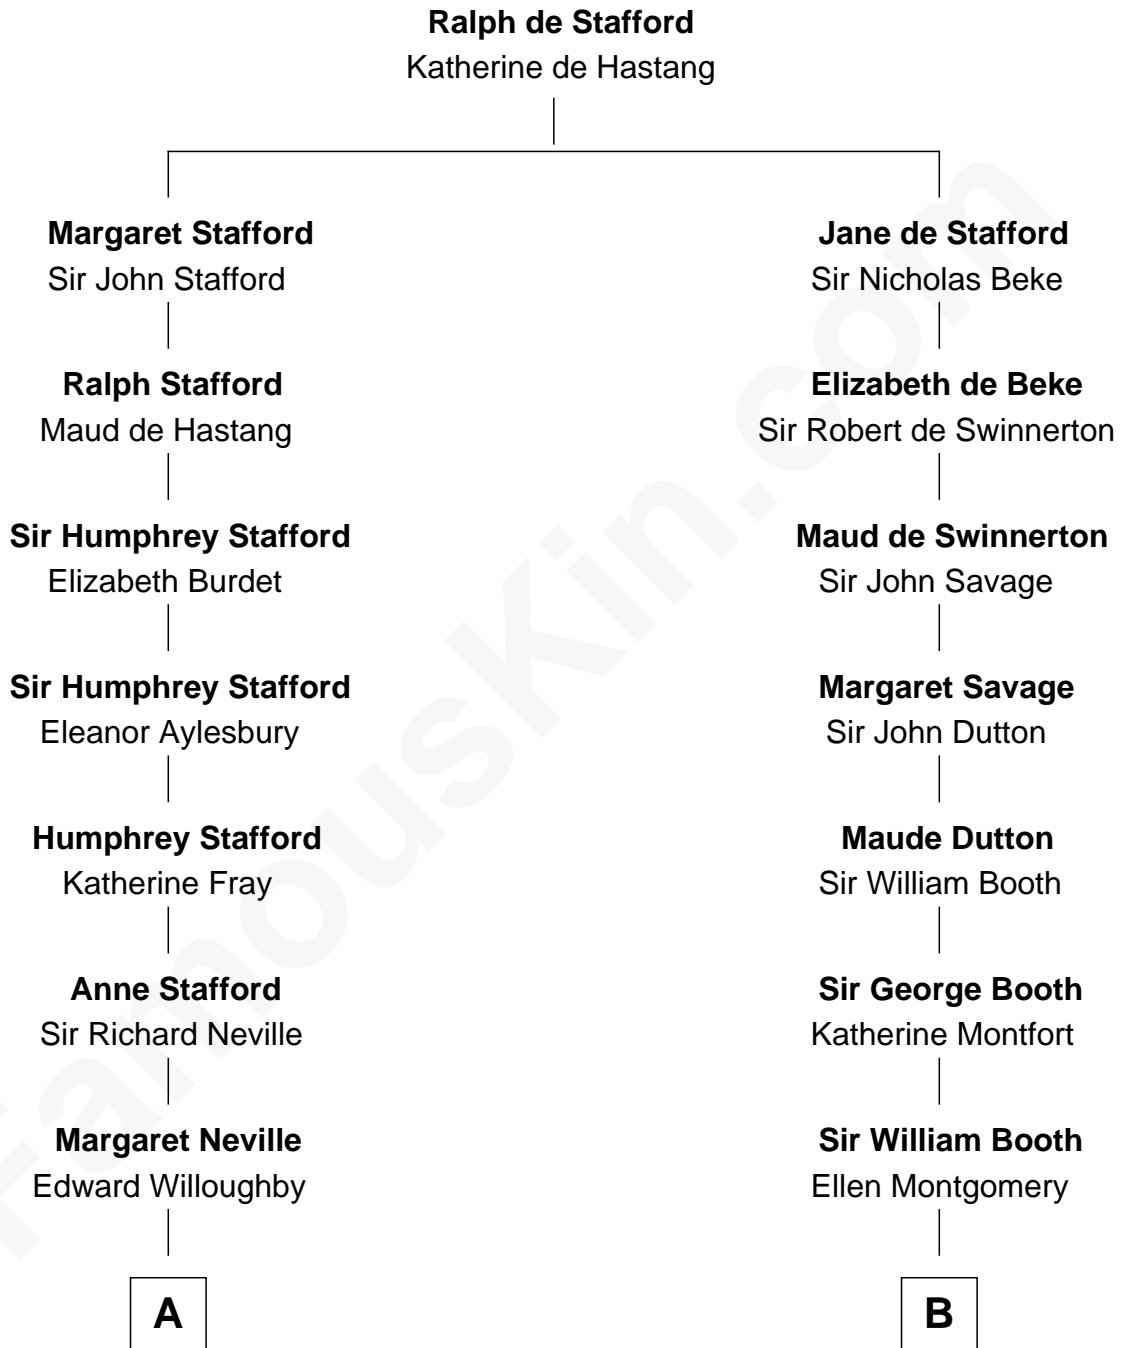 Ralph de Stafford
Katherine de Hastang
Margaret Stafford
Sir John Stafford
Ralph Stafford
Maud de Hastang
Sir Humphrey Stafford
Elizabeth Burdet
Sir Humphrey Stafford
Eleanor Aylesbury
Humphrey Stafford
Katherine Fray
Anne Stafford
Sir Richard Neville
Margaret Neville
Edward Willoughby
A
Jane de Stafford
Sir Nicholas Beke
Elizabeth de Beke
Sir Robert de Swinnerton
Maud de Swinnerton
Sir John Savage
Margaret Savage
Sir John Dutton
Maude Dutton
Sir William Booth
Sir George Booth
Katherine Montfort
Sir William Booth
Ellen Montgomery
B
FamousKin.com